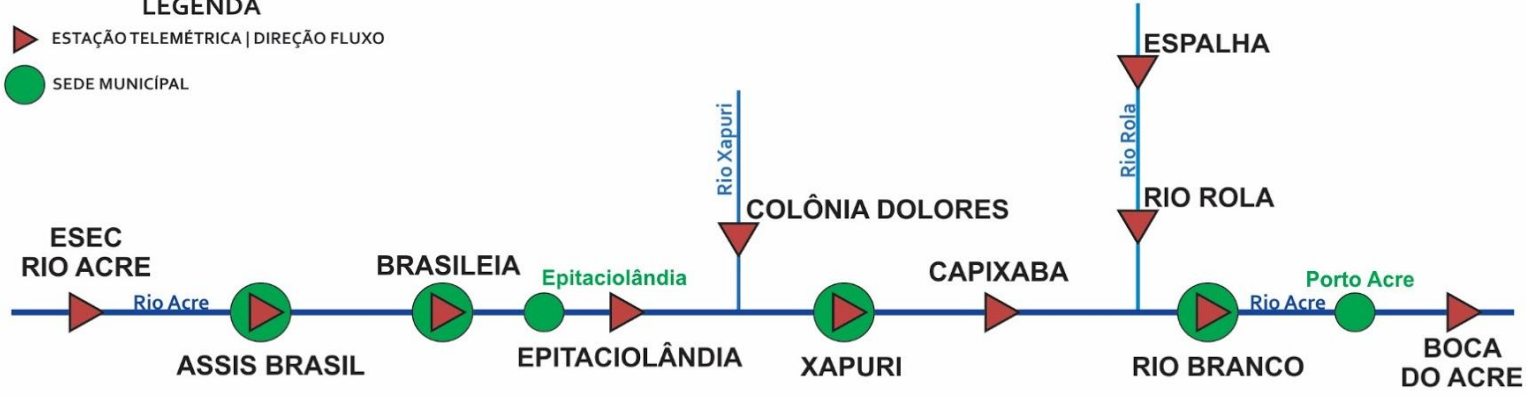 LEGENDA
ESTAÇÃO TELEMÉTRICA | DIREÇÃO FLUXO
SEDE MUNICÍPAL
ESPALHA
Rio Xapuri
Rio Rola
COLÔNIA DOLORES
RIO ROLA
ESEC
RIO ACRE
BRASILEIA
Epitaciolândia
CAPIXABA
Porto Acre
Rio Acre
Rio Acre
ASSIS BRASIL
EPITACIOLÂNDIA
XAPURI
RIO BRANCO
BOCA
DO ACRE